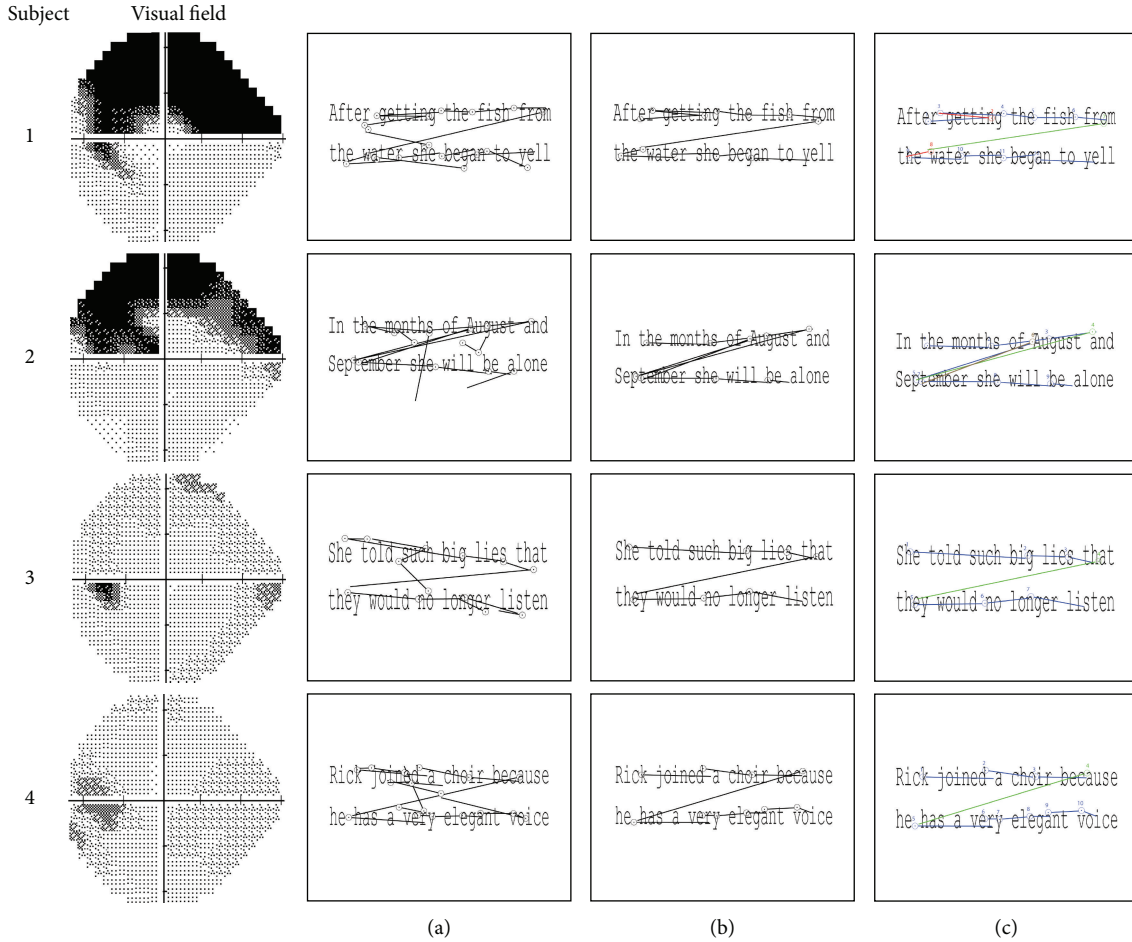 Subject Visual field
1
After getting the fish from
the water she began to yell
After getting the fish from
the water she began to yell
After getting the fish from
the water she began to yell
2
In the months of August and
September she will be alone
In the months of August and
September she will be alone
In the months of August and
September she will be alone
3
She told such big lies that
they would no longer listen
She told such big lies that
they would no longer listen
She told such big lies that
they would no longer listen
4
Rick joined a choir because
he has a very elegant voice
Rick joined a choir because
he has a very elegant voice
Rick joined a choir because
he has a very elegant voice
(a) (b) (c)